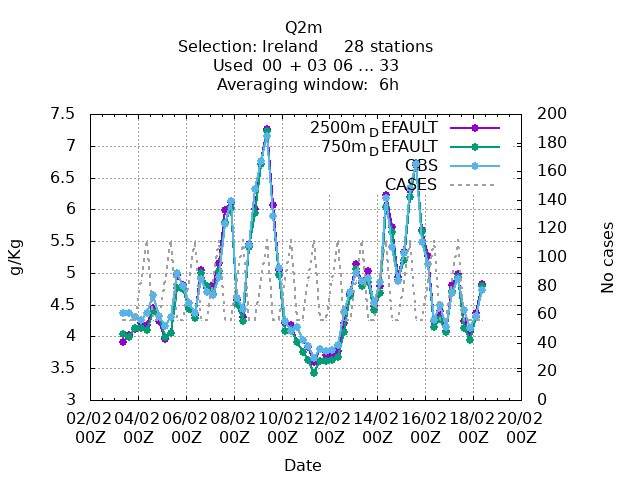 Q2m
Selection: Ireland 28 stations
Used 00 + 03 06 ... 33
Averaging window: 6h
7.5 200
2500m_DEFAULT
7 180
750m_DEFAULT
OBS
6.5 160
CASES
6 140
5.5 120
5 100
4.5 80
4 60
3.5 40
3 20
0
g/Kg
No cases
02/02 04/02 06/02 08/02 10/02 12/02 14/02 16/02 18/02 20/02
00Z 00Z 00Z 00Z 00Z 00Z 00Z 00Z 00Z 00Z
Date